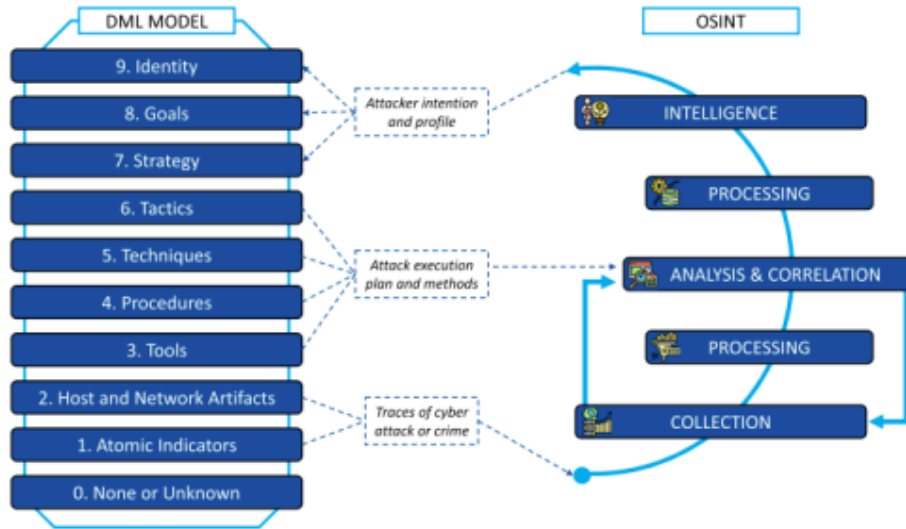 DML MODEL
9. Identity
8. Goals
7. Strategy
6. Tactics
5. Techniques
4. Procedures
3. Tools
2. Host and Network Artifacts
1. Atomic Indicators
0. None or Unknown
Attacker intention
and profile
Attack execution
plan and methods
Traces of cyber
attack or crime
OSINT
INTELLIGENCE
PROCESSING
ANALYSIS & CORRELATION
PROCESSING
COLLECTION